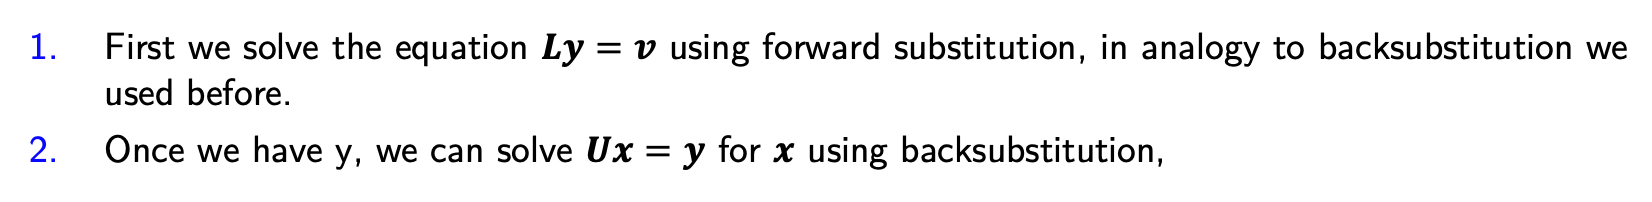 1. First we solve the equation Ly = v using forward substitution, in analogy to backsubstitution we
used before.
2. Once we have y, we can solve Ux = y for x using backsubstitution,